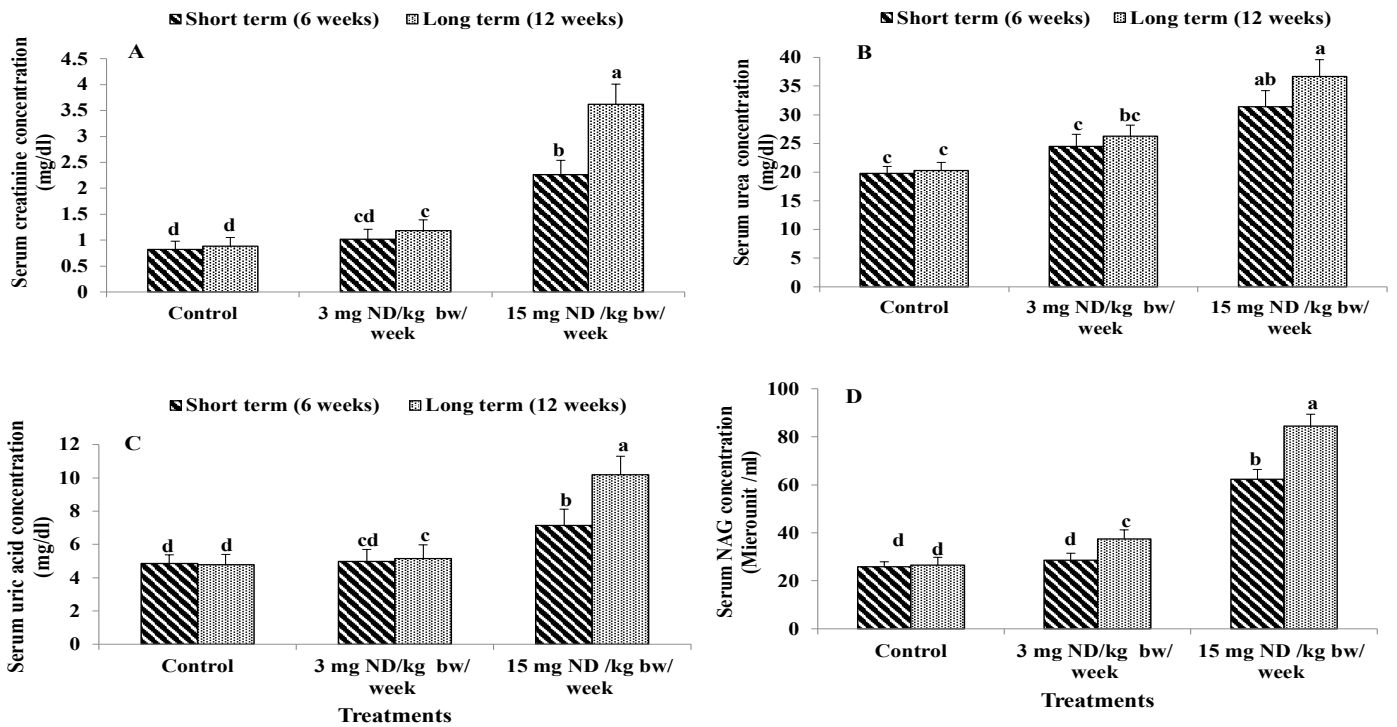 Short term (6 weeks) Long term (12 weeks)
A
Serum creatinine concentration
(mg/dl)
4.5
4
3.5
3
2.5
2
1.5
1
0.5
0
d d cd c b a
Control 3 mg ND/kg bw/ 15 mg ND /kg bw/
week week
Short term (6 weeks) Long term (12 weeks)
B
Serum urea concentration
(mg/dl)
40
35
30
25
20
15
10
5
0
c c c bc ab a
Control 3 mg ND/kg bw/ 15 mg ND /kg bw/
week week
Short term (6 weeks) Long term (12 weeks)
C
Serum uric acid concentration
(mg/dl)
12
10
8
6
4
2
0
d d cd c b a
Control 3 mg ND/kg bw/ 15 mg ND /kg bw/
week week
Treatments
D
Serum NAG concentration
(Mierounit /ml)
100
80
60
40
20
0
d d d c b a
Control 3 mg ND/kg bw/ 15 mg ND /kg bw/
week week
Treatments